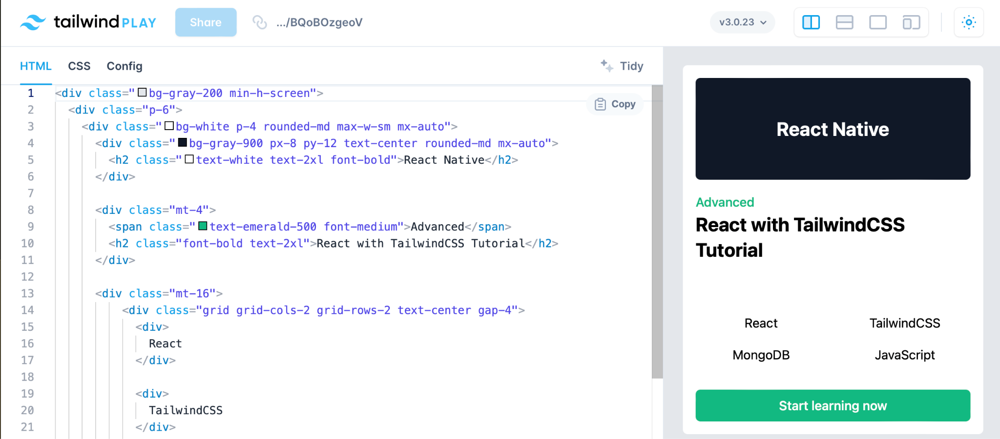 tailwind PLAY Share .../BQoBOzgeoV v3.0.23
HTML CSS Config Tidy
Copy
1 <div class="bg-gray-200 min-h-screen">
2 <div class="p-6">
3 <div class="bg-white p-4 rounded-md max-w-sm mx-auto">
4 <div class="bg-gray-900 px-8 py-12 text-center rounded-md mx-auto">
5 <h2 class="text-white text-2xl font-bold">React Native</h2>
6 </div>
7
8 <div class="mt-4">
9 <span class="text-emerald-500 font-medium">Advanced</span>
10 <h2 class="font-bold text-2xl">React with TailwindCSS Tutorial</h2>
11 </div>
12
13 <div class="mt-16">
14 <div class="grid grid-cols-2 grid-rows-2 text-center gap-4">
15 <div>
16 React
17 </div>
18
19 <div>
20 TailwindCSS
21 </div>
React Native
Advanced
React with TailwindCSS
Tutorial
React TailwindCSS
MongoDB JavaScript
Start learning now